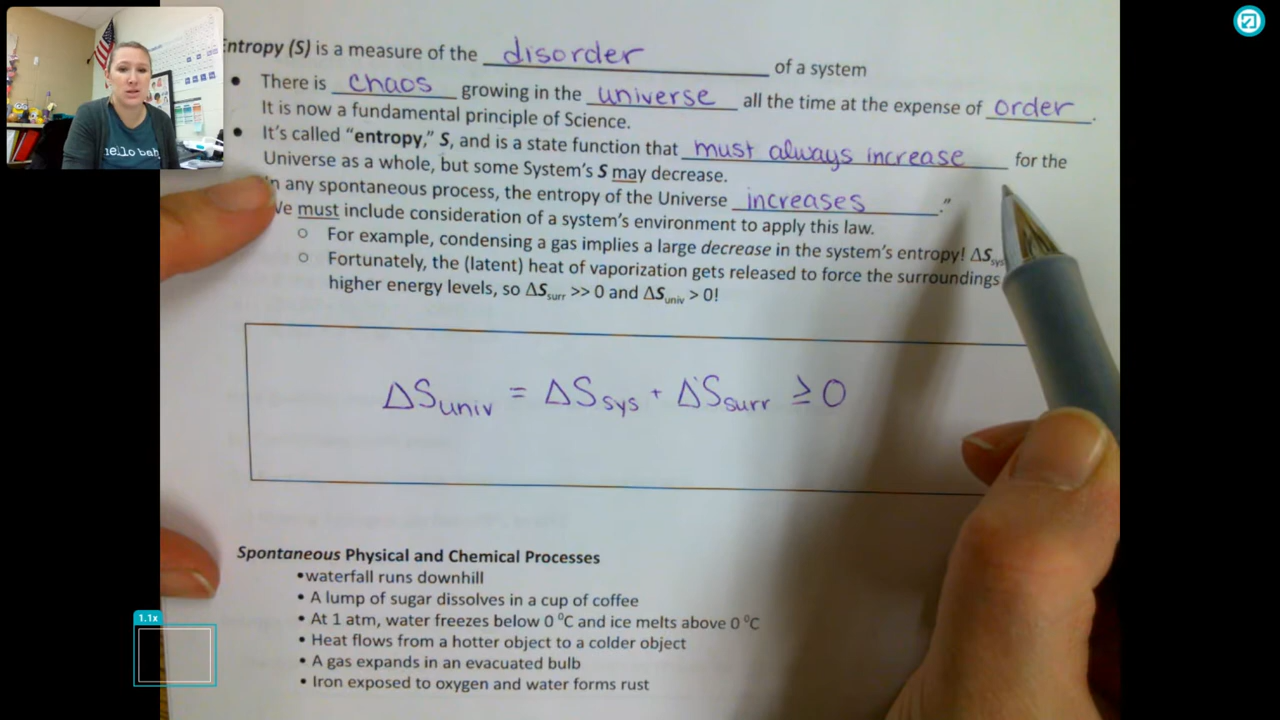 Entropy (S) is a measure of the disorder of a system
• There is chaos growing in the universe all the time at the expense of order.
It is now a fundamental principle of Science.
• It's called "entropy," S, and is a state function that must always increase for the
Universe as a whole, but some System's S may decrease.
In any spontaneous process, the entropy of the Universe increases."
We must include consideration of a system's environment to apply this law.
○ For example, condensing a gas implies a large decrease in the system's entropy! ΔSsys
○ Fortunately, the (latent) heat of vaporization gets released to force the surroundings
higher energy levels, so ΔSsurr >> 0 and ΔSuniv > 0!
ΔSuniv = ΔSsys + ΔSsurr ≥ 0
Spontaneous Physical and Chemical Processes
•waterfall runs downhill
• A lump of sugar dissolves in a cup of coffee
• At 1 atm, water freezes below 0 ⁰C and ice melts above 0 ⁰C
• Heat flows from a hotter object to a colder object
• A gas expands in an evacuated bulb
• Iron exposed to oxygen and water forms rust
hello
1.1x